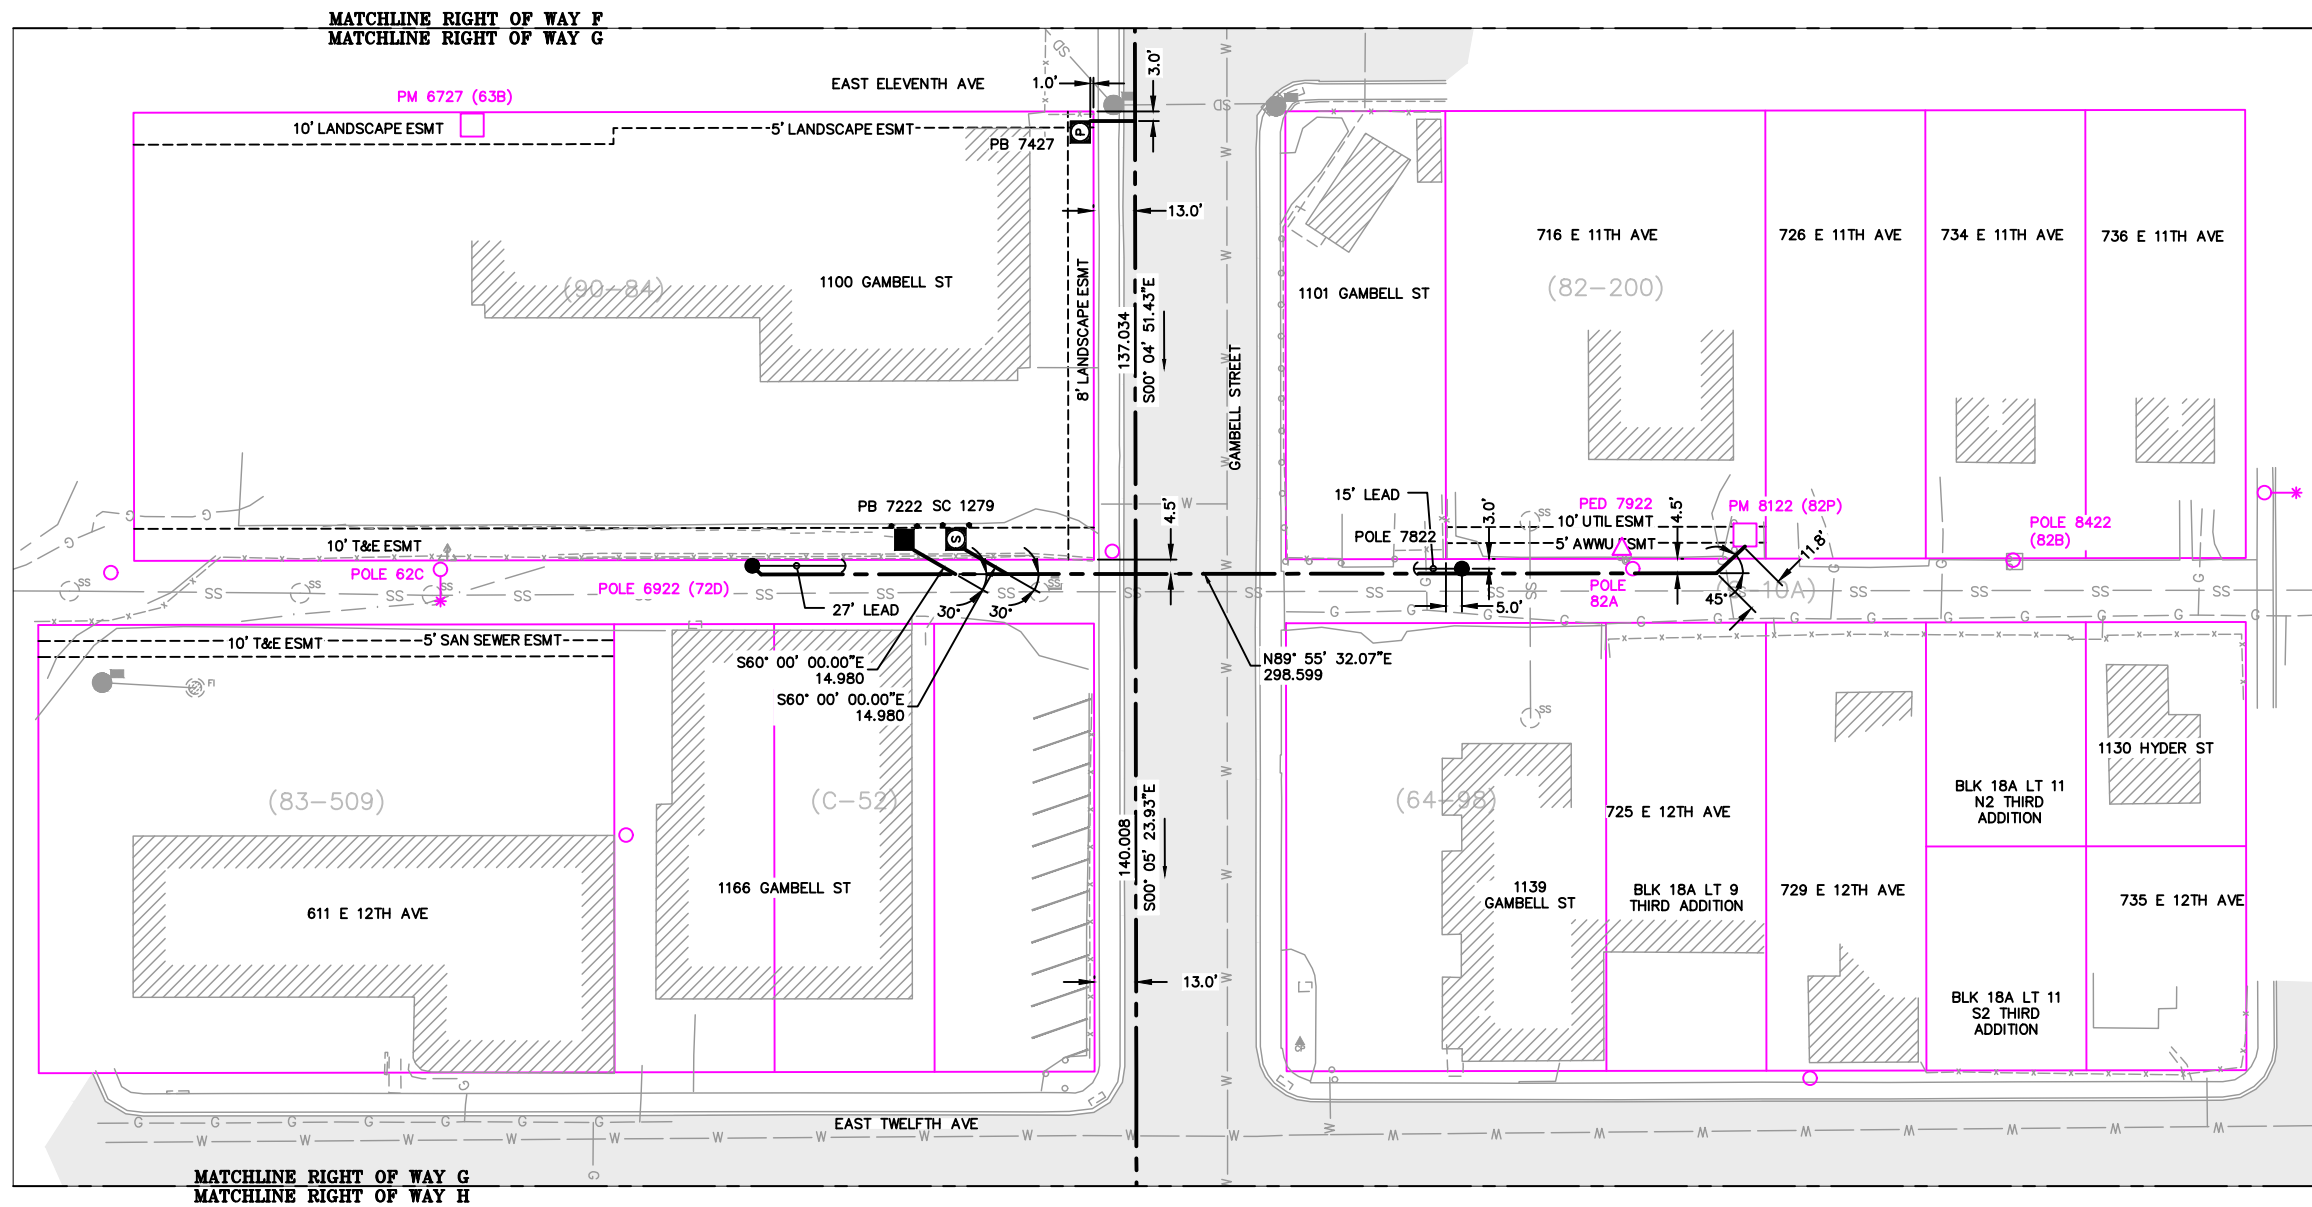 MATCHLINE RIGHT OF WAY F
MATCHLINE RIGHT OF WAY G
EAST ELEVENTH AVE
1.0'
3.0'
SD
SD
PM 6727 (63B)
10' LANDSCAPE ESMT
5' LANDSCAPE ESMT
P
PB 7427
13.0'
(90-84)
1100 GAMBELL ST
8' LANDSCAPE ESMT
137.034
S00° 04' 51.43"E
GAMBELL STREET
1101 GAMBELL ST
716 E 11TH AVE
(82-200)
726 E 11TH AVE
734 E 11TH AVE
736 E 11TH AVE
PB 7222
SC 1279
S
4.5'
15' LEAD
POLE 7822
3.0'
PED 7922
10' UTIL ESMT
5' AWWU ESMT
4.5'
PM 8122 (82P)
11.8'
POLE 8422
(82B)
10' T&E ESMT
POLE 62C
POLE 6922 (72D)
27' LEAD
30°
30°
5.0'
POLE
82A
45°
10A)
10' T&E ESMT
5' SAN SEWER ESMT
S60° 00' 00.00"E
14.980
S60° 00' 00.00"E
14.980
N89° 55' 32.07"E
298.599
FI
(83-509)
(C-52)
611 E 12TH AVE
1166 GAMBELL ST
140.008
S00° 05' 23.93"E
13.0'
(64-98)
1139
GAMBELL ST
725 E 12TH AVE
BLK 18A LT 9
THIRD ADDITION
729 E 12TH AVE
BLK 18A LT 11
N2 THIRD
ADDITION
1130 HYDER ST
735 E 12TH AVE
BLK 18A LT 11
S2 THIRD
ADDITION
EAST TWELFTH AVE
MATCHLINE RIGHT OF WAY G
MATCHLINE RIGHT OF WAY H